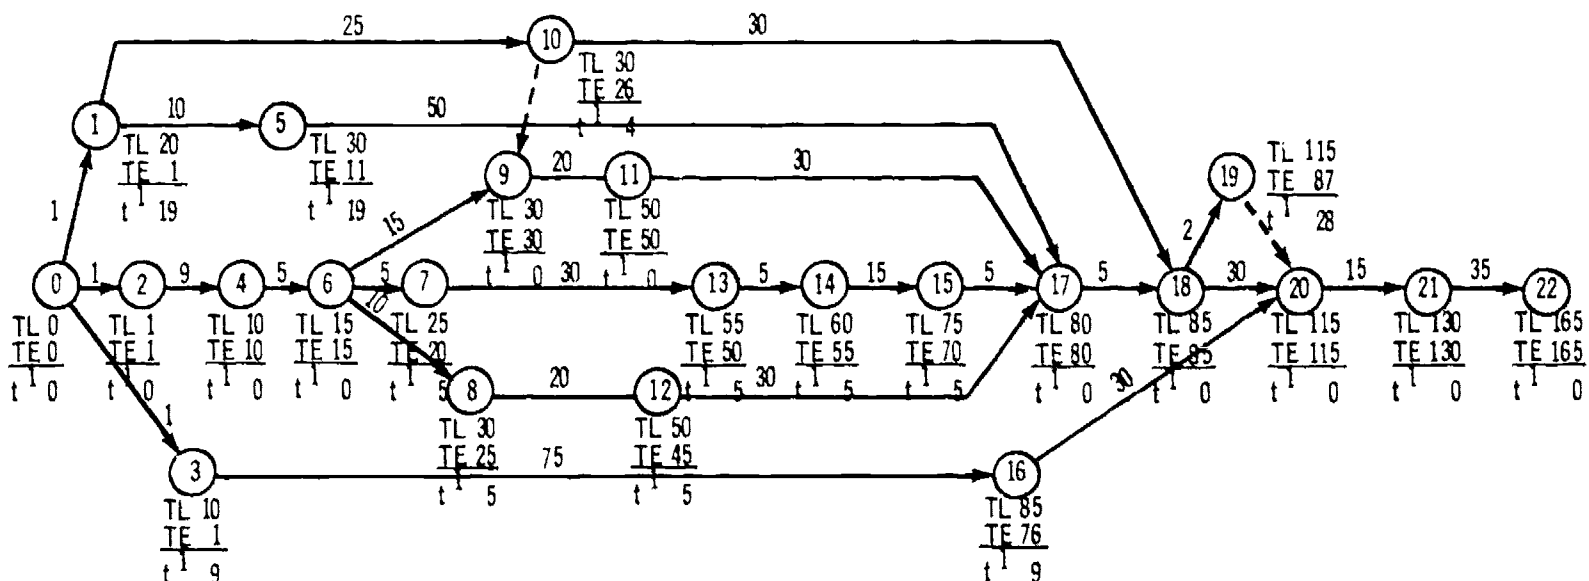 25
10
30
TL 30
TE 26
t 4
1
10
5
50
TL 20
TE 1
t 19
TL 30
TE 11
t 19
9
20
11
30
19
TL 115
TE 87
t 28
TL 30
TE 30
t 0
TL 50
TE 50
t 0
1
15
2
0
1
2
9
4
5
6
5
7
30
13
5
14
15
15
5
17
5
18
30
20
15
21
35
22
10
TL 0
TE 0
t 0
TL 1
TE 1
t 0
TL 10
TE 10
t 0
TL 15
TE 15
t 0
TL 25
TE 20
t 5
TL 55
TE 50
t 5
TL 60
TE 55
t 5
TL 75
TE 70
t 5
TL 80
TE 80
t 0
TL 85
TE 85
t 0
TL 115
TE 115
t 0
TL 130
TE 130
t 0
TL 165
TE 165
t 0
8
20
12
30
30
1
TL 30
TE 25
t 5
TL 50
TE 45
t 5
3
75
16
TL 10
TE 1
t 9
TL 85
TE 76
t 9